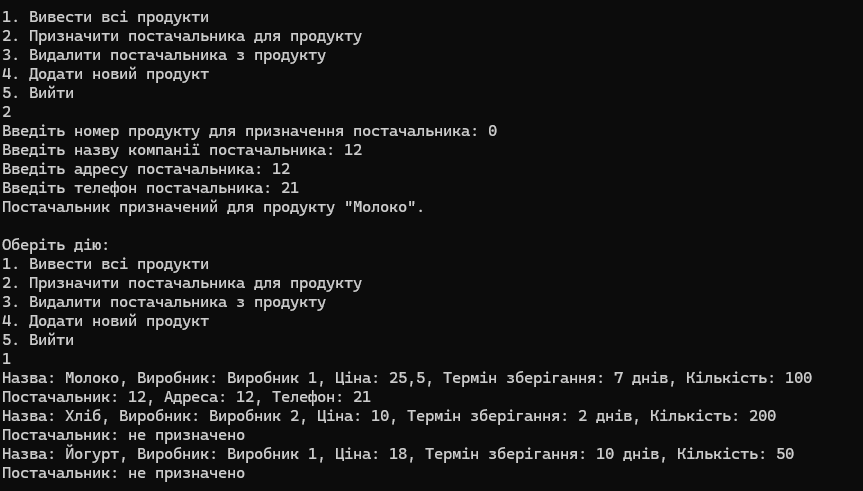 1. Вивести всі продукти
2. Призначити постачальника для продукту
3. Видалити постачальника з продукту
4. Додати новий продукт
5. Вийти
2
Введіть номер продукту для призначення постачальника: 0
Введіть назву компанії постачальника: 12
Введіть адресу постачальника: 12
Введіть телефон постачальника: 21
Постачальник призначений для продукту "Молоко".

Оберіть дію:
1. Вивести всі продукти
2. Призначити постачальника для продукту
3. Видалити постачальника з продукту
4. Додати новий продукт
5. Вийти
1
Назва: Молоко, Виробник: Виробник 1, Ціна: 25,5, Термін зберігання: 7 днів, Кількість: 100
Постачальник: 12, Адреса: 12, Телефон: 21
Назва: Хліб, Виробник: Виробник 2, Ціна: 10, Термін зберігання: 2 днів, Кількість: 200
Постачальник: не призначено
Назва: Йогурт, Виробник: Виробник 1, Ціна: 18, Термін зберігання: 10 днів, Кількість: 50
Постачальник: не призначено